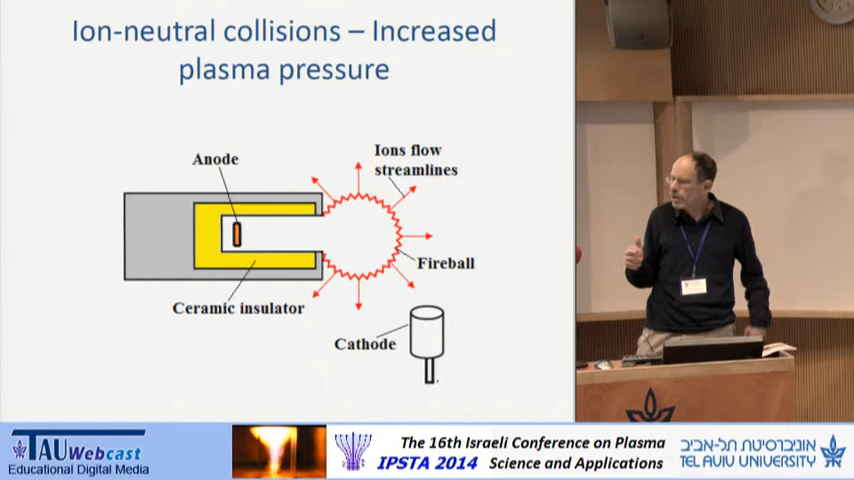 Ion-neutral collisions – Increased
plasma pressure
Anode
Ions flow
streamlines
Fireball
Ceramic insulator
Cathode
TAUWebcast
Educational Digital Media
The 16th Israeli Conference on Plasma
IPSTA 2014 Science and Applications
אוניברסיטת תל-אביב
TEL AVIV UNIVERSITY